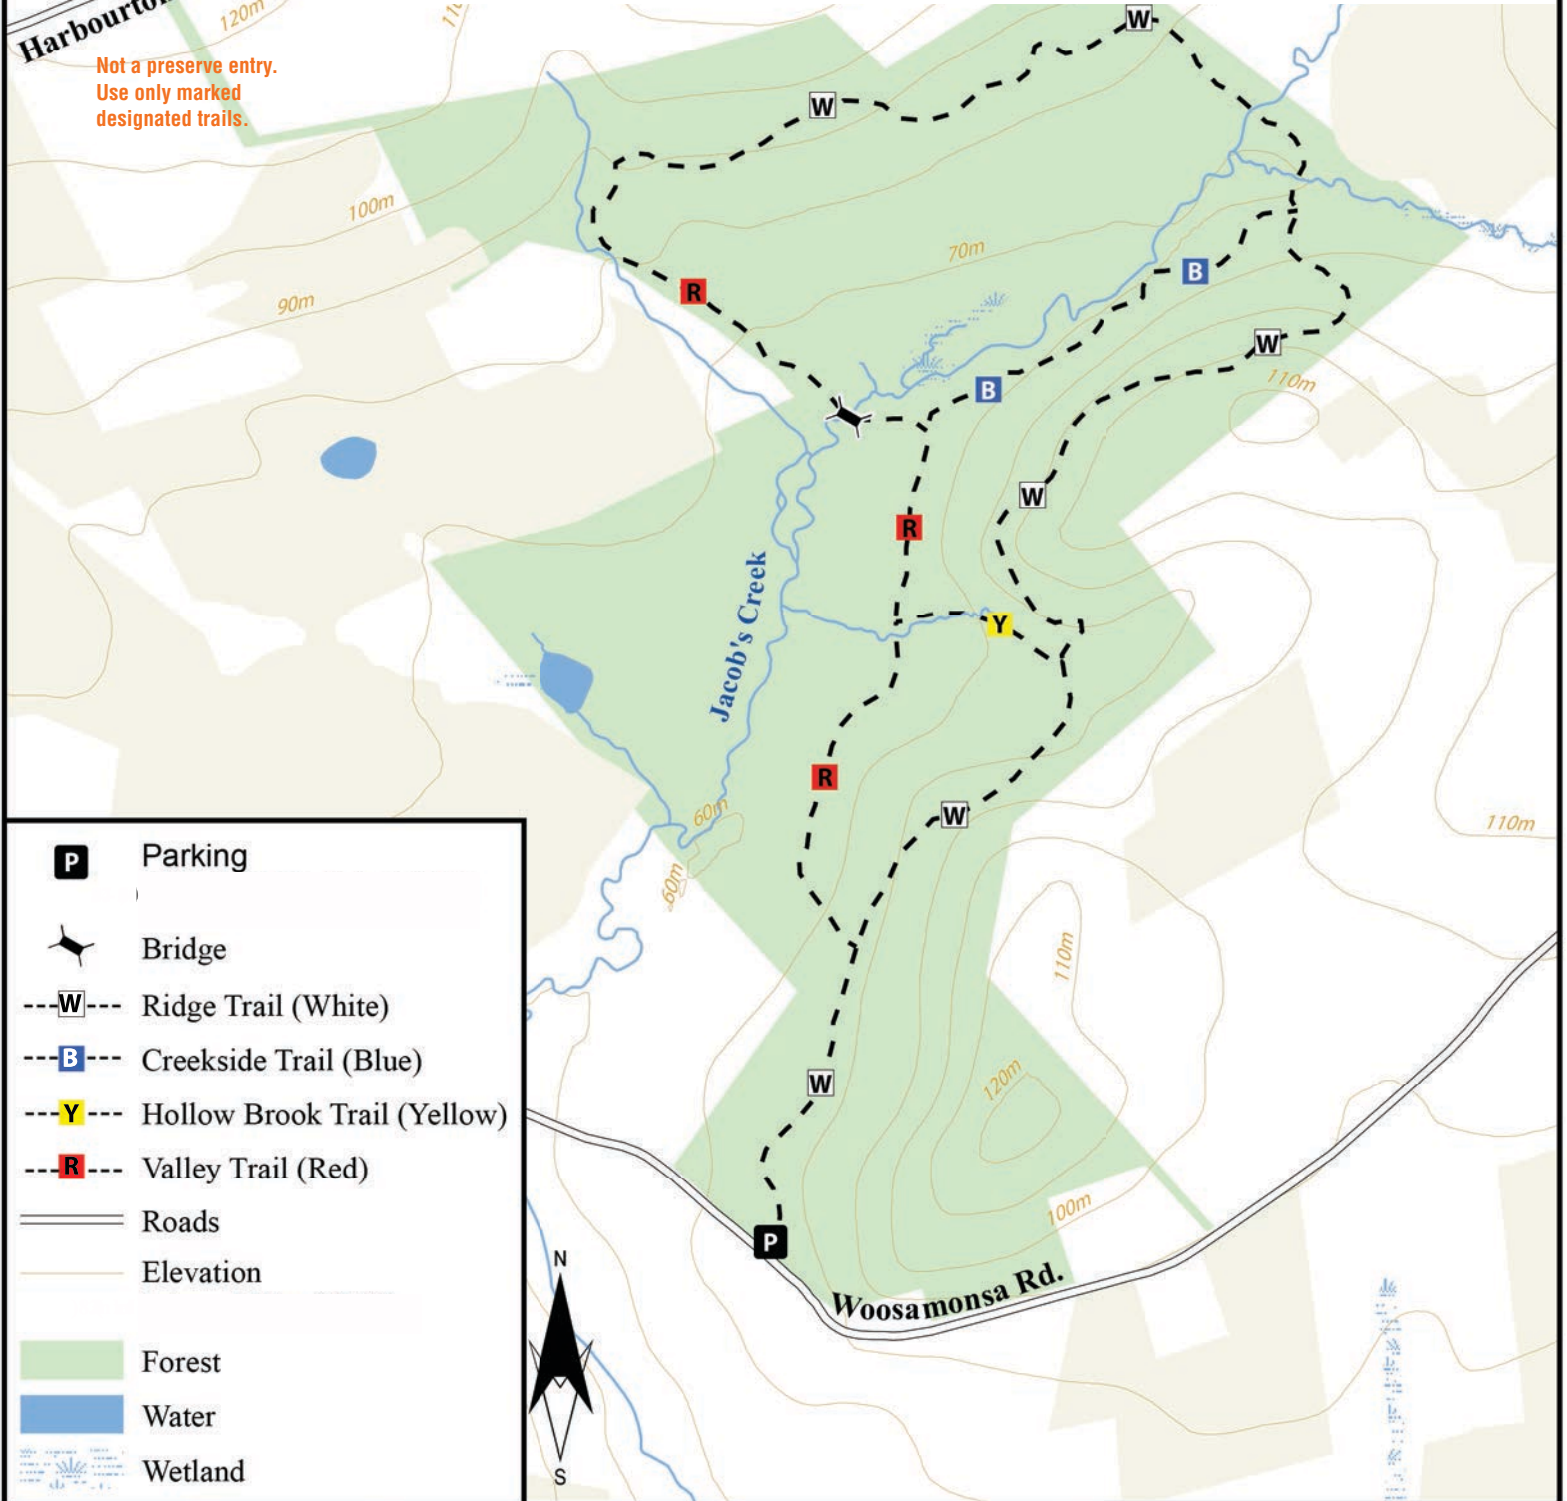 Harbourton
120m
110
Not a preserve entry.
Use only marked
designated trails.
W
W
100m
90m
70m
R
B
W
110m
B
W
R
Y
Jacob's Creek
R
W
60m
60m
110m
110m
120m
W
100m
P
Woosamonsa Rd.
N
S
P Parking
Bridge
W Ridge Trail (White)
B Creekside Trail (Blue)
Y Hollow Brook Trail (Yellow)
R Valley Trail (Red)
Roads
Elevation
Forest
Water
Wetland